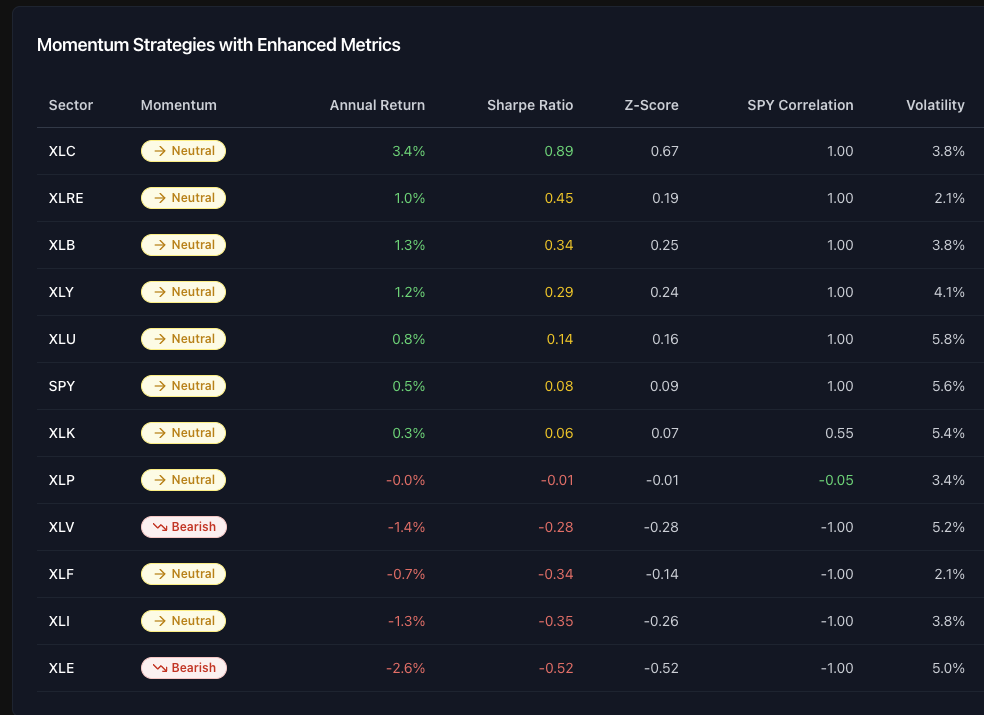 Momentum Strategies with Enhanced Metrics
Sector Momentum Annual Return Sharpe Ratio Z-Score SPY Correlation Volatility
XLC → Neutral 3.4% 0.89 0.67 1.00 3.8%
XLRE → Neutral 1.0% 0.45 0.19 1.00 2.1%
XLB → Neutral 1.3% 0.34 0.25 1.00 3.8%
XLY → Neutral 1.2% 0.29 0.24 1.00 4.1%
XLU → Neutral 0.8% 0.14 0.16 1.00 5.8%
SPY → Neutral 0.5% 0.08 0.09 1.00 5.6%
XLK → Neutral 0.3% 0.06 0.07 0.55 5.4%
XLP → Neutral -0.0% -0.01 -0.01 -0.05 3.4%
XLV Bearish -1.4% -0.28 -0.28 -1.00 5.2%
XLF → Neutral -0.7% -0.34 -0.14 -1.00 2.1%
XLI → Neutral -1.3% -0.35 -0.26 -1.00 3.8%
XLE Bearish -2.6% -0.52 -0.52 -1.00 5.0%